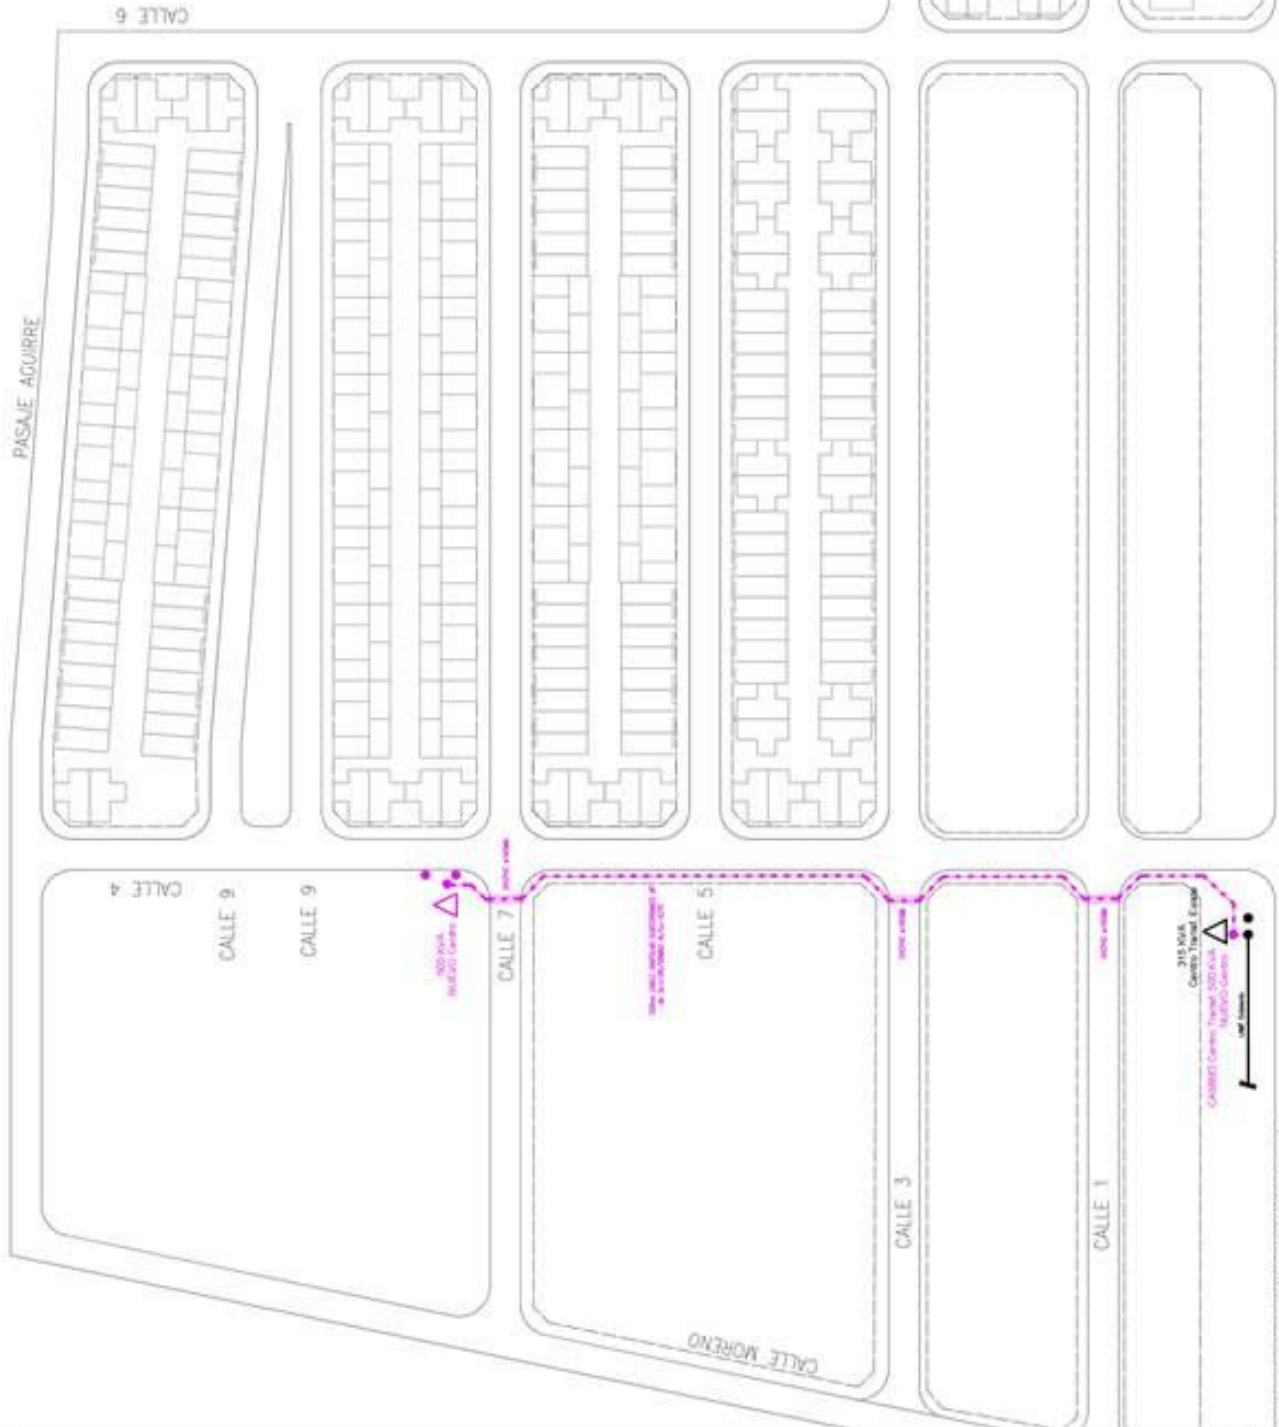 CALLE 6
PASAJE AGUIRRE
CALLE 4
CALLE 9
CALLE 9
500 KVA
NUEVO Centro
CALLE 7
CALLE 5
CALLE 3
CALLE 1
315 KVA
Centro Transf. Exist
CAMBIO Centro Transf. 500 KVA
NUEVO Centro
CALLE MORENO